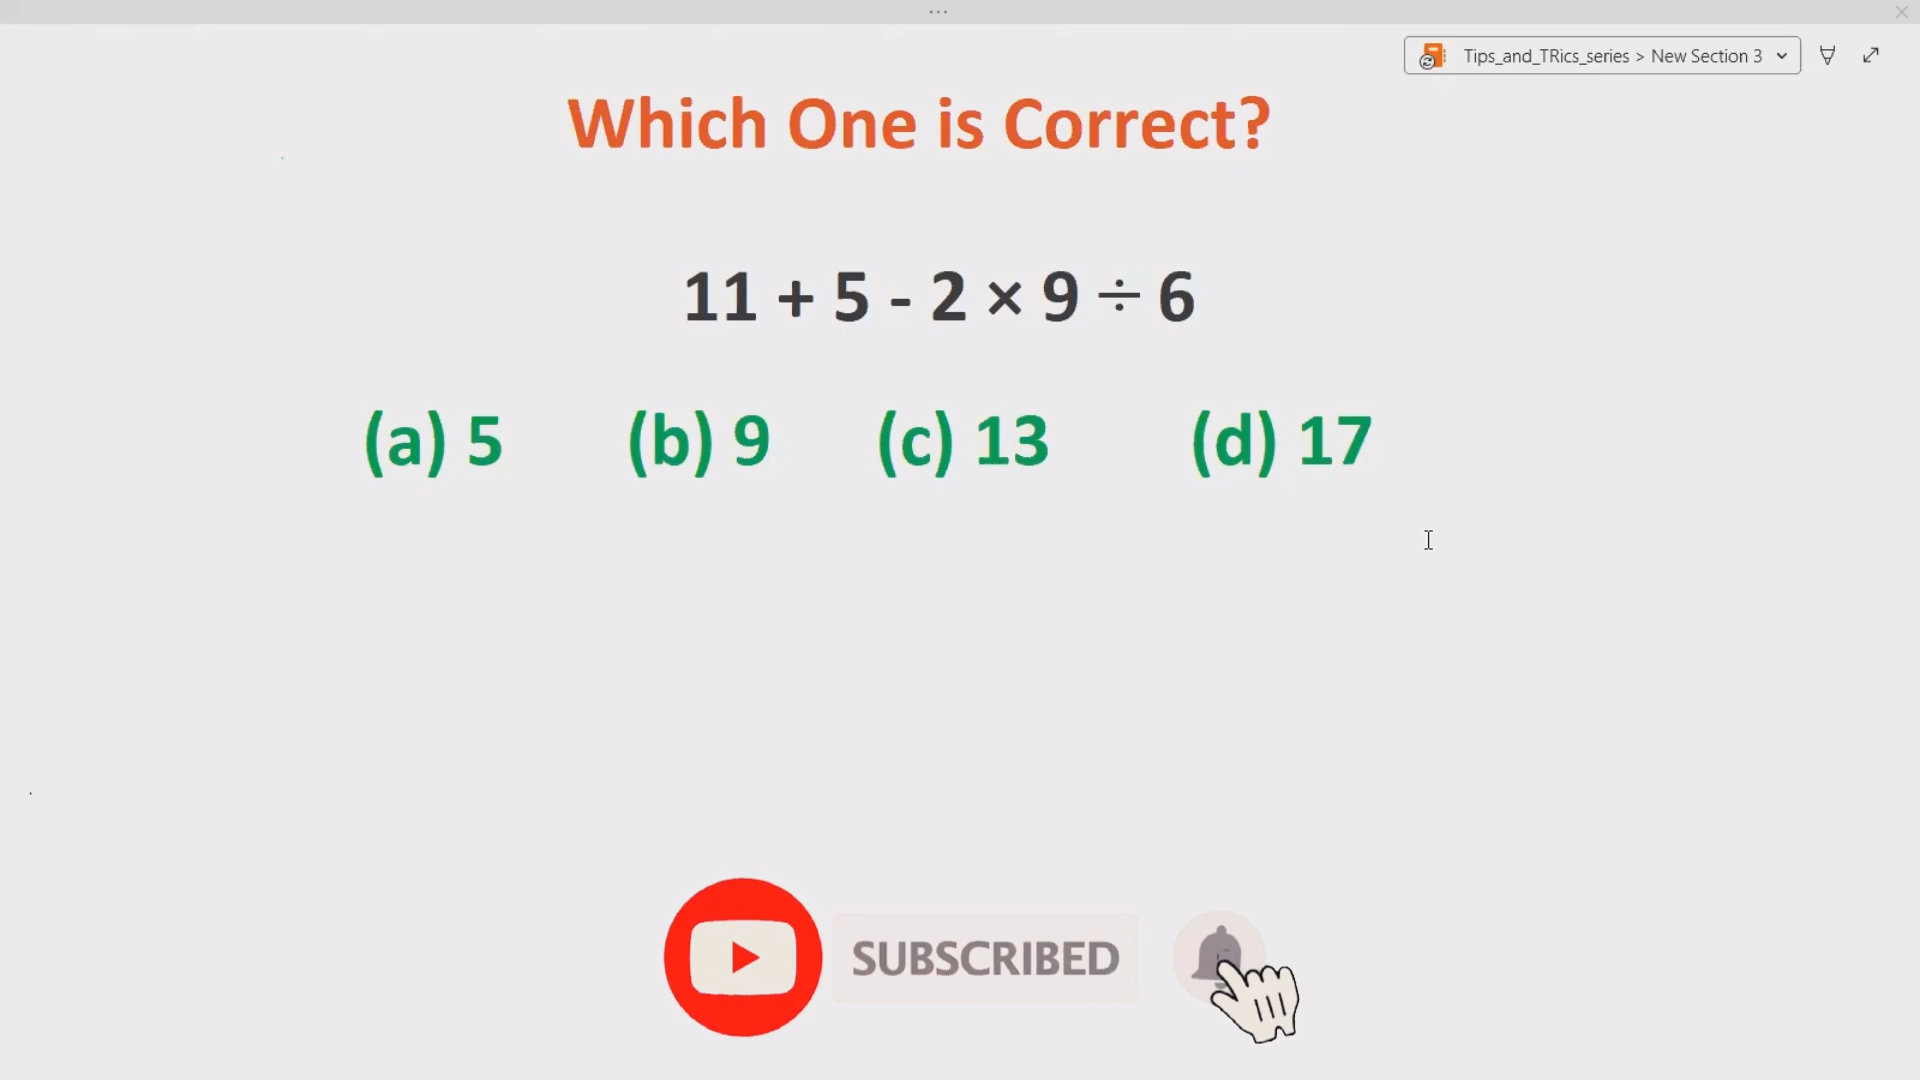 Tips_and_TRics_series > New Section 3
Which One is Correct?
11 + 5 - 2 × 9 ÷ 6
(a) 5 (b) 9 (c) 13 (d) 17
SUBSCRIBED